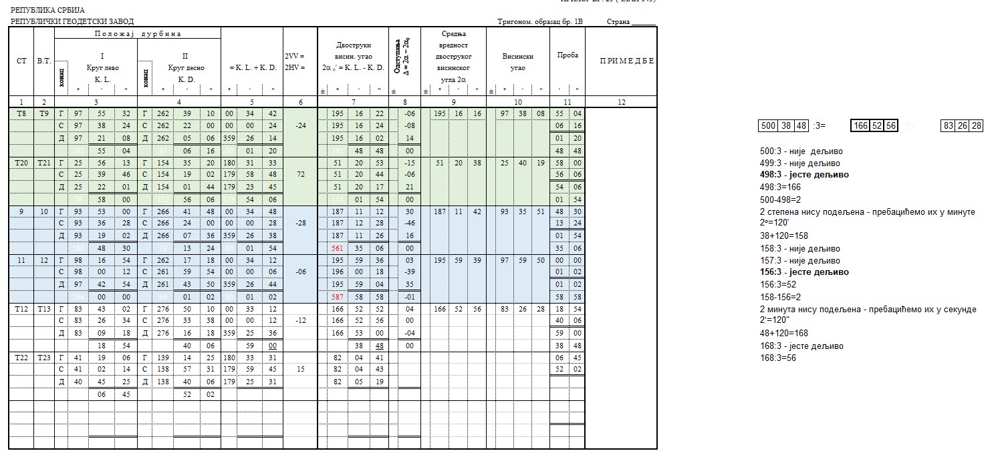 РЕПУБЛИКА СРБИЈА
РЕПУБЛИЧКИ ГЕОДЕТСКИ ЗАВОД Тригоном. образац бр. 1В Страна ______
СТ В.Т. Положај дурбина = К. L. + К. D. 2VV = 2HV = Двоструки висин. угао 2α ₀' = К. L. - К. D. Одступања Δ = 2α – 2α₀ Средња вредност двоструког висинског угла 2α Висински угао Проба ПРИМЕДБЕ
конац I Круг лево К. L. конац II Круг десно К. D.
° ′ ″ ° ′ ″ ° ′ ″ ± ° ′ ″ ± ± ° ′ ″ ± ° ′ ″ ′ ″
1 2 3 4 5 6 7 8 9 10 11 12
Т8 Т9 Г 97 55 32 Г 262 39 10 00 34 42 195 16 22 -06 195 16 16 97 38 08 55 04
С 97 38 24 С 262 22 00 00 00 24 -24 195 16 24 -08 06 16
Д 97 21 08 Д 262 05 06 359 26 14 195 16 02 14 01 20
292 55 04 67 06 16 00 01 20 585 48 48 00 48 48
Т20 Т21 Г 25 56 13 Г 154 35 20 180 31 33 51 20 53 -15 51 20 38 25 40 19 58 00
С 25 39 46 С 154 19 02 179 58 48 72 51 20 44 -06 56 06
Д 25 22 01 Д 154 01 44 179 23 45 51 20 17 21 54 06
76 58 00 102 56 06 179 54 06 154 01 54 00 01 54
9 10 Г 93 53 00 Г 266 41 48 00 34 48 187 11 12 30 187 11 42 93 35 51 48 30
С 93 36 28 С 266 24 00 00 00 28 -28 187 12 28 -46 13 24
Д 93 19 02 Д 266 07 36 359 26 38 187 11 26 16 01 54
280 48 30 79 13 24 00 01 54 561 35 06 00 35 06
11 12 Г 98 16 54 Г 262 17 18 00 34 12 195 59 36 03 195 59 39 97 59 50 00 00
С 98 00 12 С 261 59 54 00 00 06 -06 196 00 18 -39 01 02
Д 97 42 54 Д 261 43 50 359 26 44 195 59 04 35 01 02
294 00 00 66 01 02 00 01 02 587 58 58 -01 58 58
Т12 Т13 Г 83 43 02 Г 276 50 10 00 33 12 166 52 52 04 166 52 56 83 26 28 18 54
С 83 26 34 С 276 33 38 00 00 12 -12 166 52 56 00 40 06
Д 83 09 18 Д 276 16 18 359 25 36 166 53 00 -04 59 00
18 54 40 06 59 00 38 48 00 38 48
Т22 Т23 Г 41 19 06 Г 139 14 25 180 33 31 82 04 41 06 45
С 41 02 14 С 138 57 31 179 59 45 15 82 04 43 52 02
Д 40 45 25 Д 138 40 06 179 25 31 82 05 19
06 45 52 02
500 38 48 :3= 166 52 56 :2= 83 26 28
500:3 - није дељиво
499:3 - није дељиво
498:3 - јесте дељиво
498:3=166
500-498=2
2 степена нису подељена - пребацићемо их у минуте
2º=120'
38+120=158
158:3 - није дељиво
157:3 - није дељиво
156:3 - јесте дељиво
156:3=52
158-156=2
2 минута нису подељена - пребацићемо их у секунде
2'=120"
48+120=168
168:3 - јесте дељиво
168:3=56